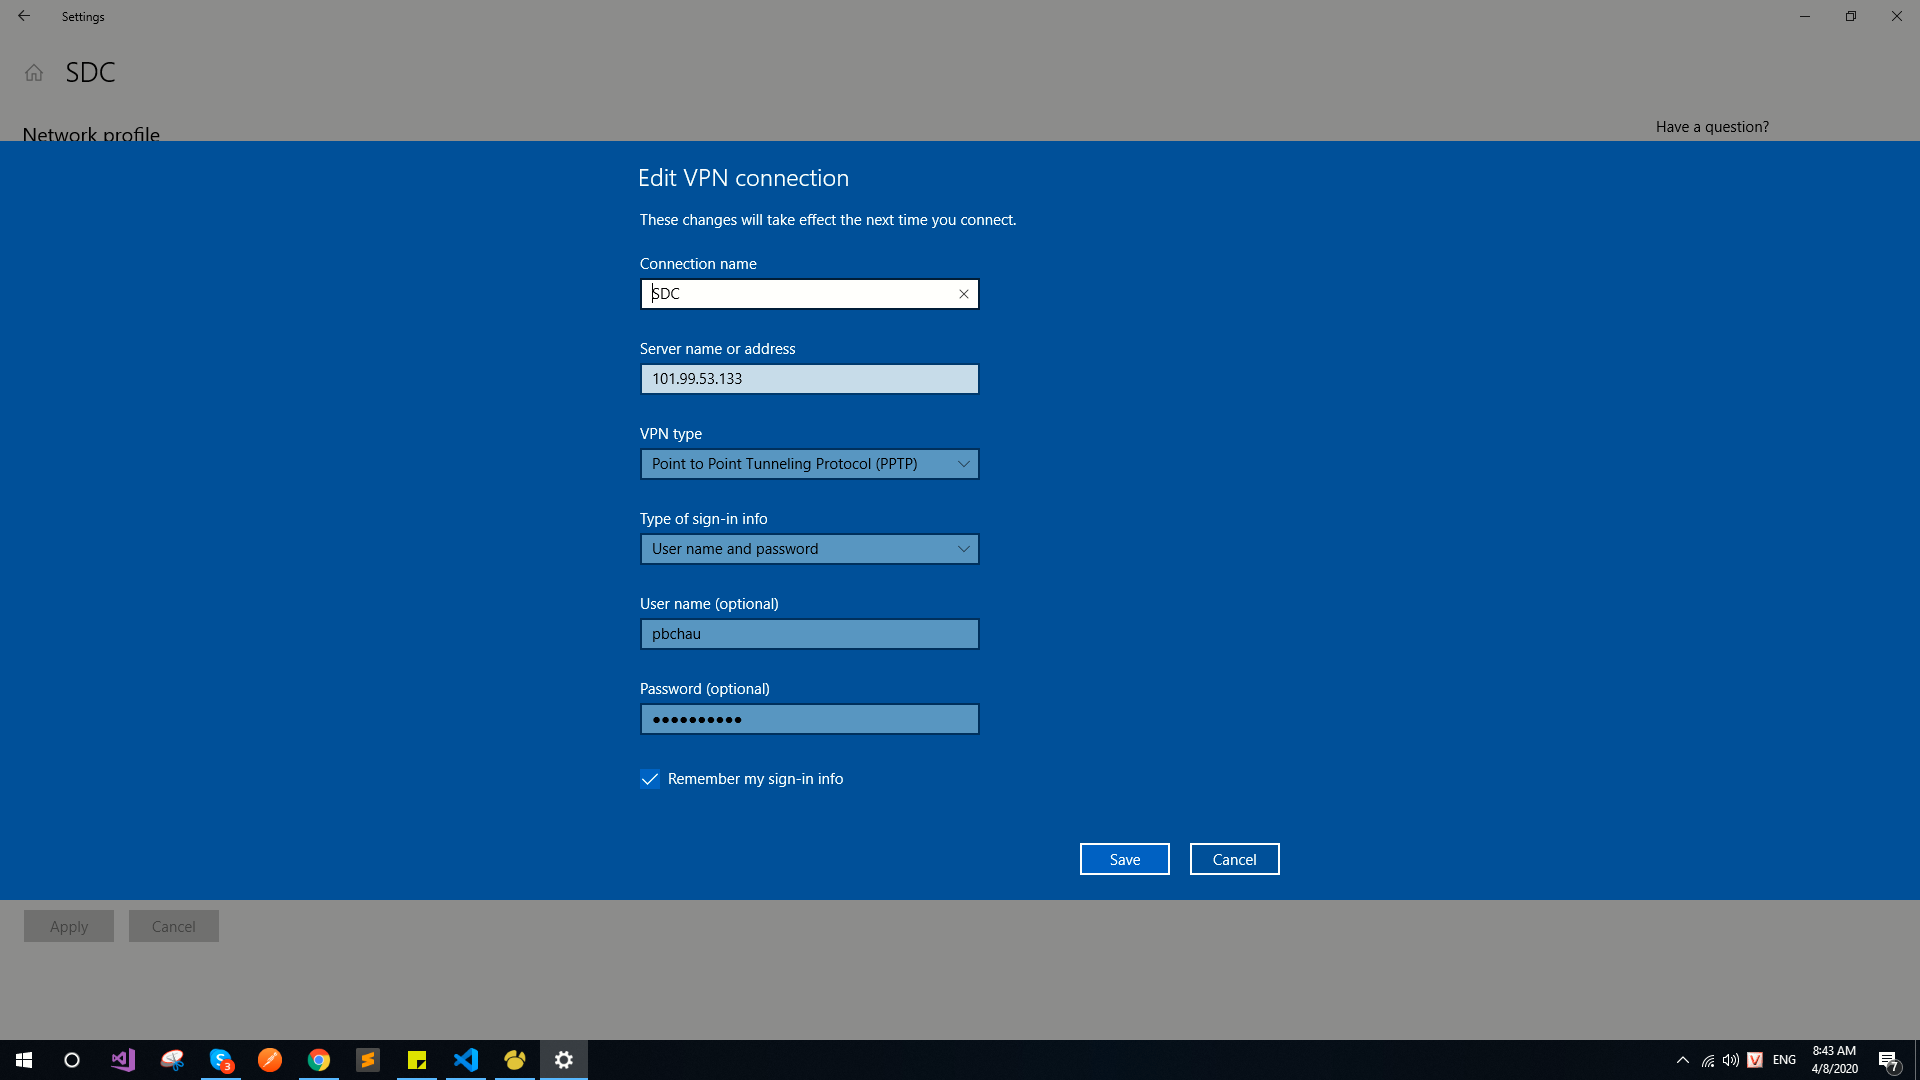 Settings
SDC
Network profile
Have a question?
Edit VPN connection
These changes will take effect the next time you connect.
Connection name
SDC
Server name or address
101.99.53.133
VPN type
Point to Point Tunneling Protocol (PPTP)
Type of sign-in info
User name and password
User name (optional)
pbchau
Password (optional)
●●●●●●●●●●
Remember my sign-in info
Save
Cancel
Apply
Cancel
3
V
ENG
8:43 AM
4/8/2020
7